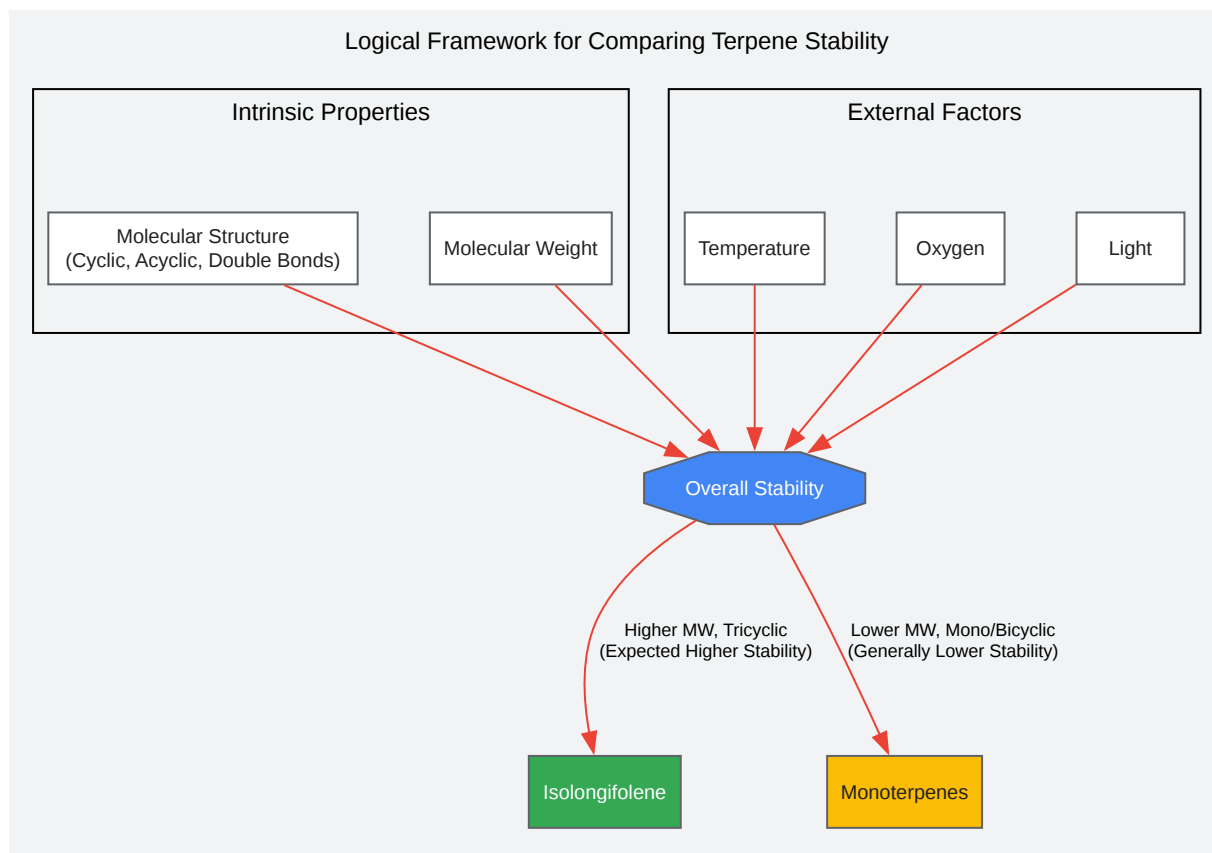 Logical Framework for Comparing Terpene Stability
Intrinsic Properties
External Factors
Molecular Structure
(Cyclic, Acyclic, Double Bonds)
Molecular Weight
Temperature
Oxygen
Light
Overall Stability
Higher MW, Tricyclic
(Expected Higher Stability)
Lower MW, Mono/Bicyclic
(Generally Lower Stability)
Isolongifolene
Monoterpenes